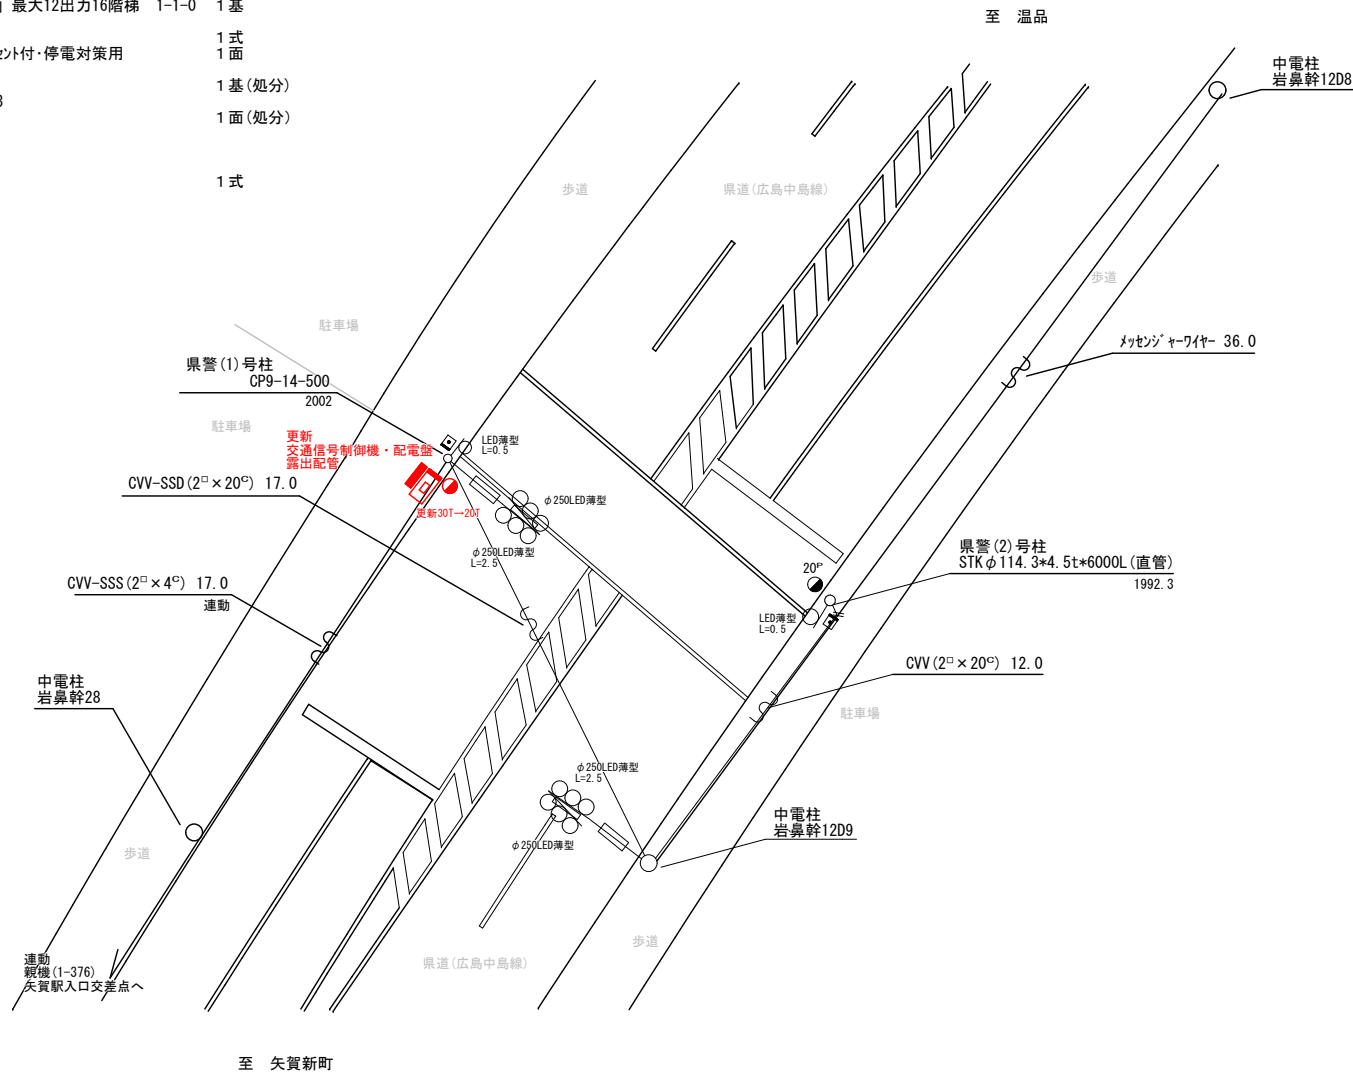 最大12出力16階梯 1-1-0 1基
1式
ｾﾝﾄ付･停電対策用 1面
1基(処分)
1面(処分)
1式
至 温品
中電柱
岩鼻幹12D8
歩道
県道(広島中島線)
歩道
駐車場
ﾒｯｾﾝｼﾞｬｰﾜｲﾔｰ 36.0
県警(1)号柱
CP9-14-500
2002
駐車場
更新
交通信号制御機・配電盤
露出配管
LED薄型
L=0.5
CVV-SSD(2□×20C) 17.0
更新30T→20T
φ250LED薄型
φ250LED薄型
L=2.5
県警(2)号柱
STKφ114.3*4.5t*6000L(直管)
1992.3
20P
CVV-SSS(2□×4C) 17.0
連動
LED薄型
L=0.5
CVV(2□×20C) 12.0
中電柱
岩鼻幹28
駐車場
φ250LED薄型
L=2.5
中電柱
岩鼻幹12D9
φ250LED薄型
歩道
歩道
県道(広島中島線)
連動
親機(1-376)
矢賀駅入口交差点へ
至 矢賀新町